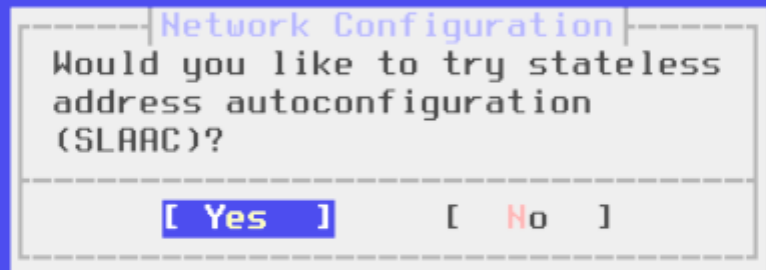 Network Configuration
Would you like to try stateless
address autoconfiguration
(SLAAC)?
[ Yes ] [ No ]